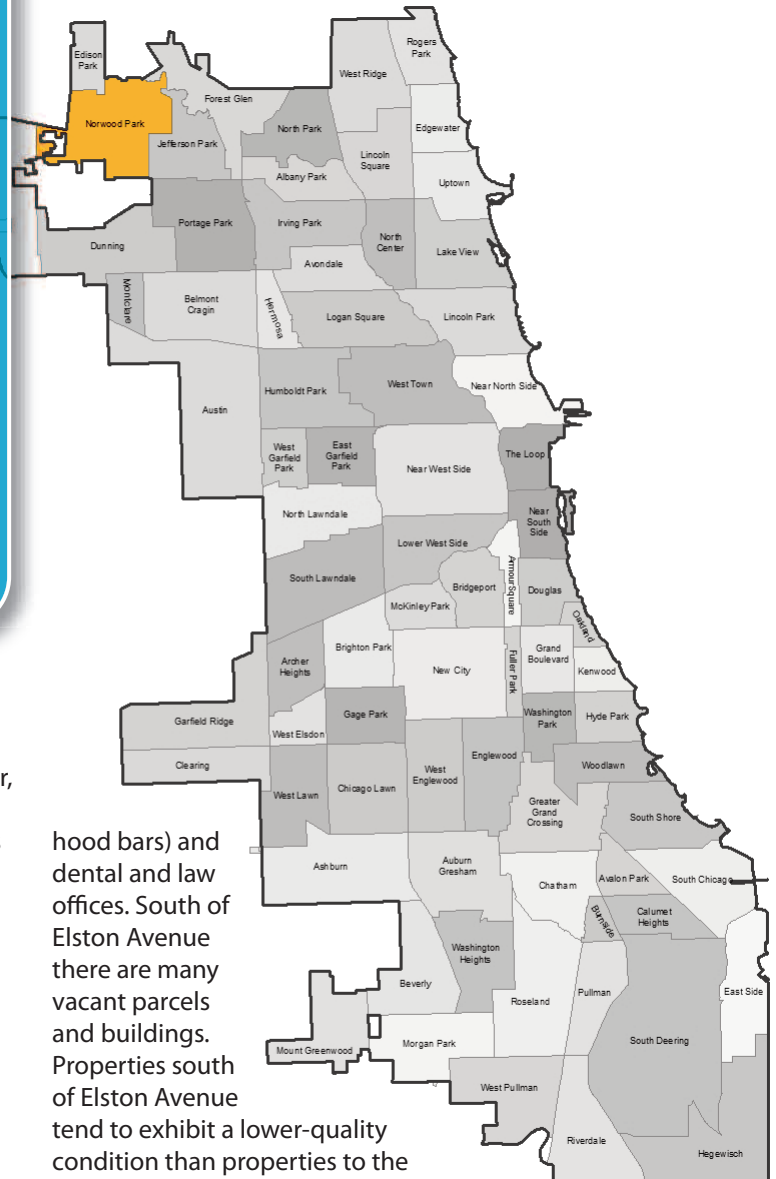 Rogers
Park
Edison
Park
West Ridge
Forest Glen
Norwood Park
North Park
Edgewater
Jefferson Park
Lincoln
Square
Albany Park
Uptown
Portage Park
Irving Park
North
Center
Dunning
Lake View
Avondale
Montclare
Belmont
Cragin
Hermosa
Logan Square
Lincoln Park
Humboldt Park
West Town
Near North Side
Austin
West
Garfield
Park
East
Garfield
Park
The Loop
Near West Side
North Lawndale
Near
South
Side
Lower West Side
South Lawndale
Bridgeport
Armour Square
Douglas
McKinley Park
Oakland
Brighton Park
Archer
Heights
New City
Fuller Park
Grand
Boulevard
Kenwood
Garfield Ridge
West Elsdon
Gage Park
Washington
Park
Hyde Park
Clearing
West Lawn
Chicago Lawn
West
Englewood
Englewood
Woodlawn
Greater
Grand
Crossing
South Shore
Ashburn
Auburn
Gresham
Chatham
Avalon Park
South Chicago
Burnside
Calumet
Heights
Washington
Heights
Beverly
Roseland
Pullman
East Side
Mount Greenwood
Morgan Park
South Deering
West Pullman
Riverdale
Hegewisch
r,
hood bars) and
dental and law
offices. South of
Elston Avenue
there are many
vacant parcels
and buildings.
Properties south
of Elston Avenue
tend to exhibit a lower-quality
condition than properties to the